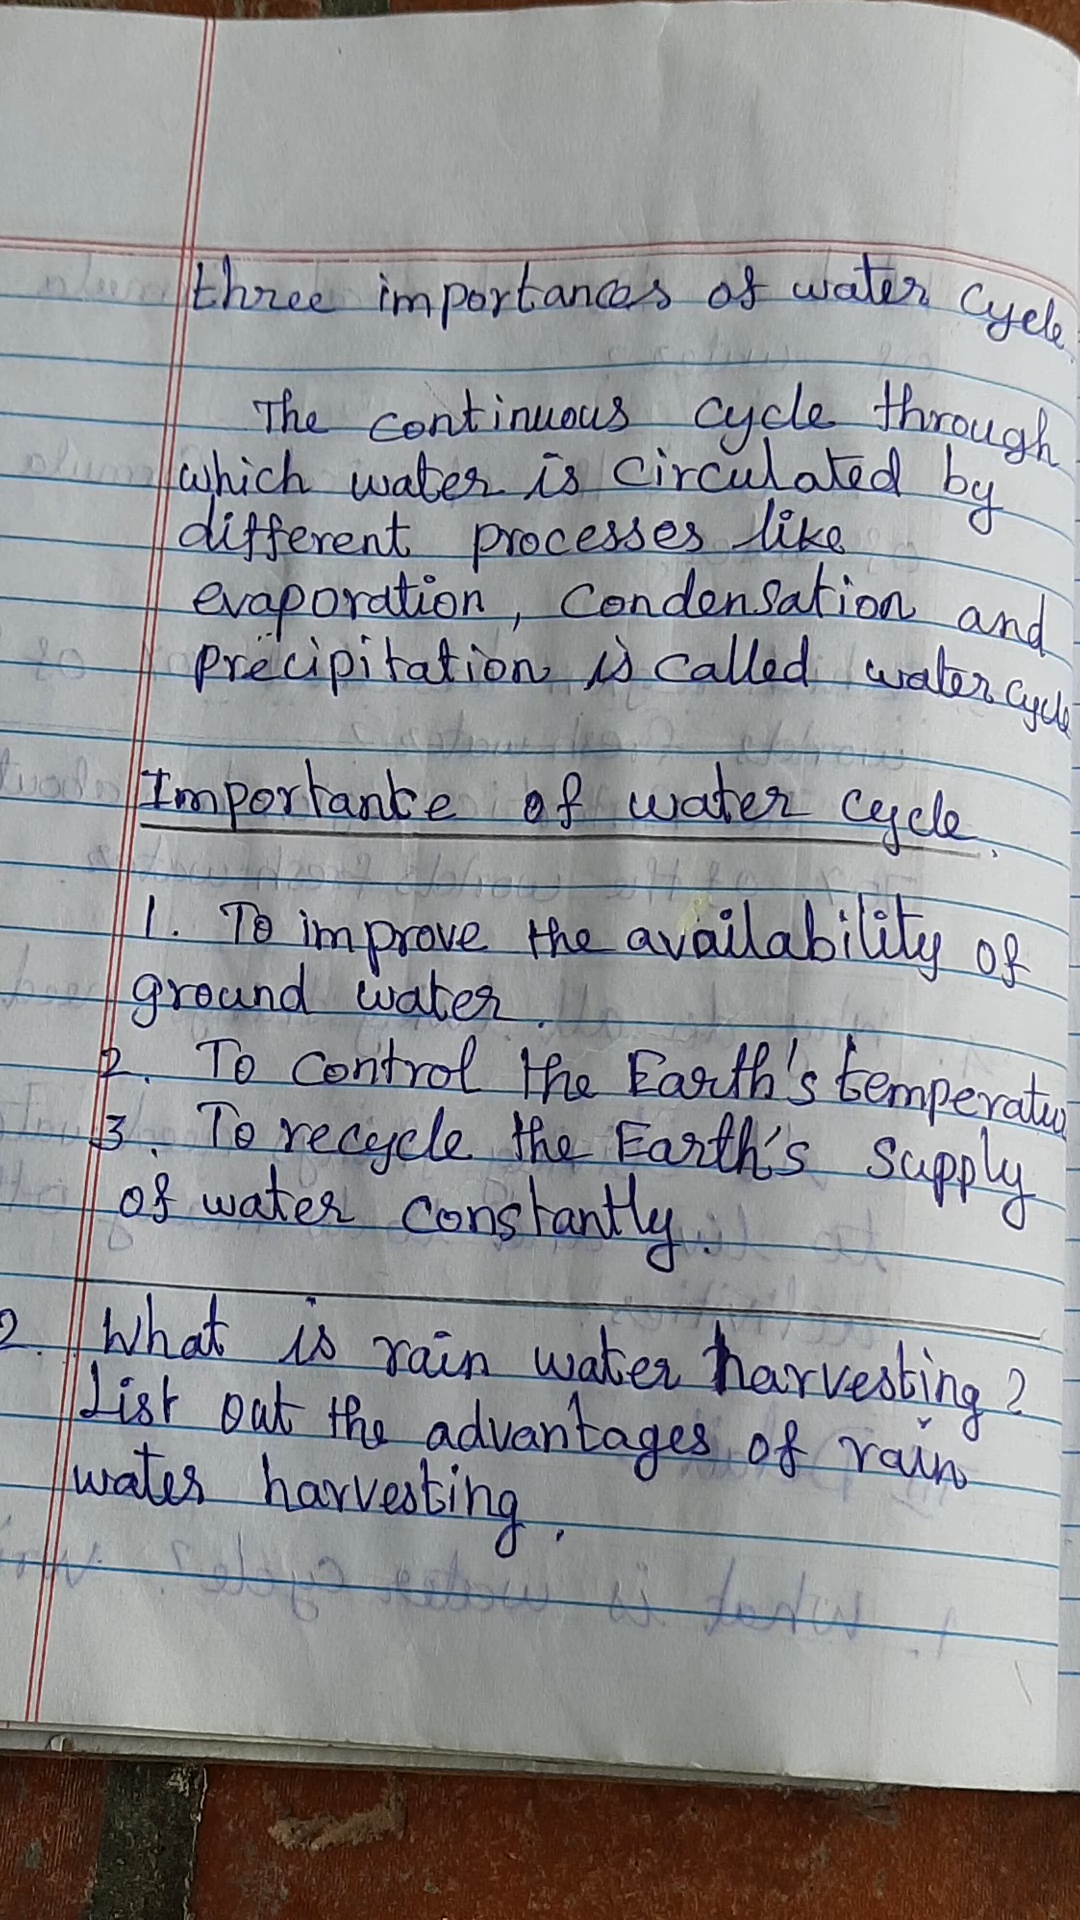 three importances of water cycle.
The continuous cycle through
which water is circulated by
different processes like
evaporation, condensation and
precipitation is called water cycle
Importance of water cycle.
1. To improve the availability of
ground water.
2. To control the Earth's temperatu
3. To recycle the Earth's supply
of water constantly.
2. What is rain water harvesting?
List out the advantages of rain
water harvesting.